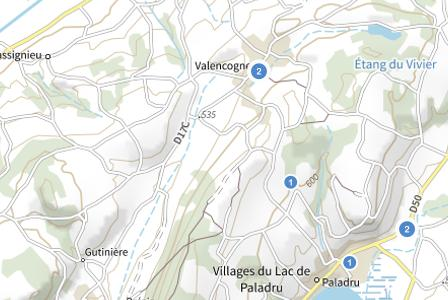 assignieu
Valencogne
2
Étang du Vivier
.535
D17C
1
600
D50
2
Gutinière
1
Villages du Lac de
Paladru
Paladru